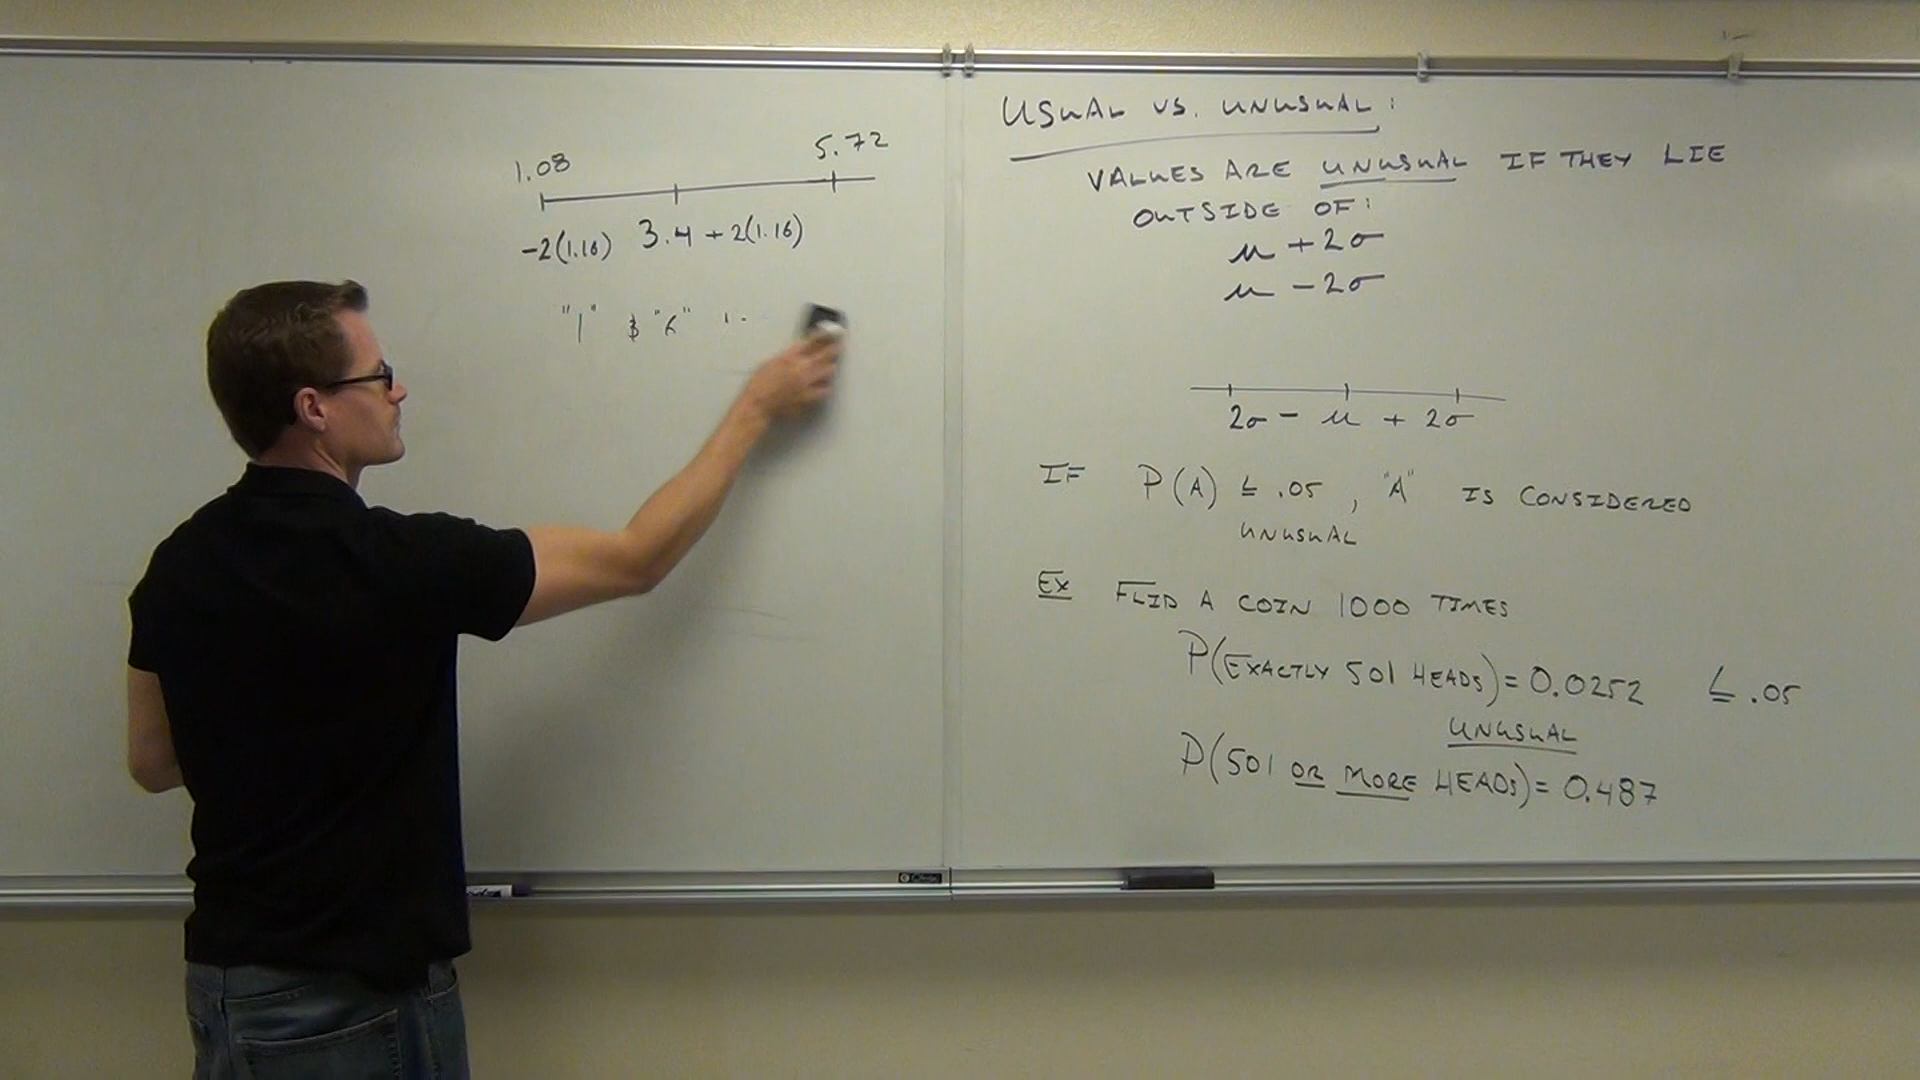 1.08 5.72
-2(1.16) 3.4 + 2(1.16)
"1" & "6"
USUAL VS. UNUSUAL:
VALUES ARE UNUSUAL IF THEY LIE
OUTSIDE OF:
μ + 2σ
μ - 2σ
2σ - μ + 2σ
IF P(A) ≤ .05, "A" IS CONSIDERED
UNUSUAL
EX FLIP A COIN 1000 TIMES
P(EXACTLY 501 HEADS) = 0.0252 ≤ .05
UNUSUAL
P(501 OR MORE HEADS) = 0.487